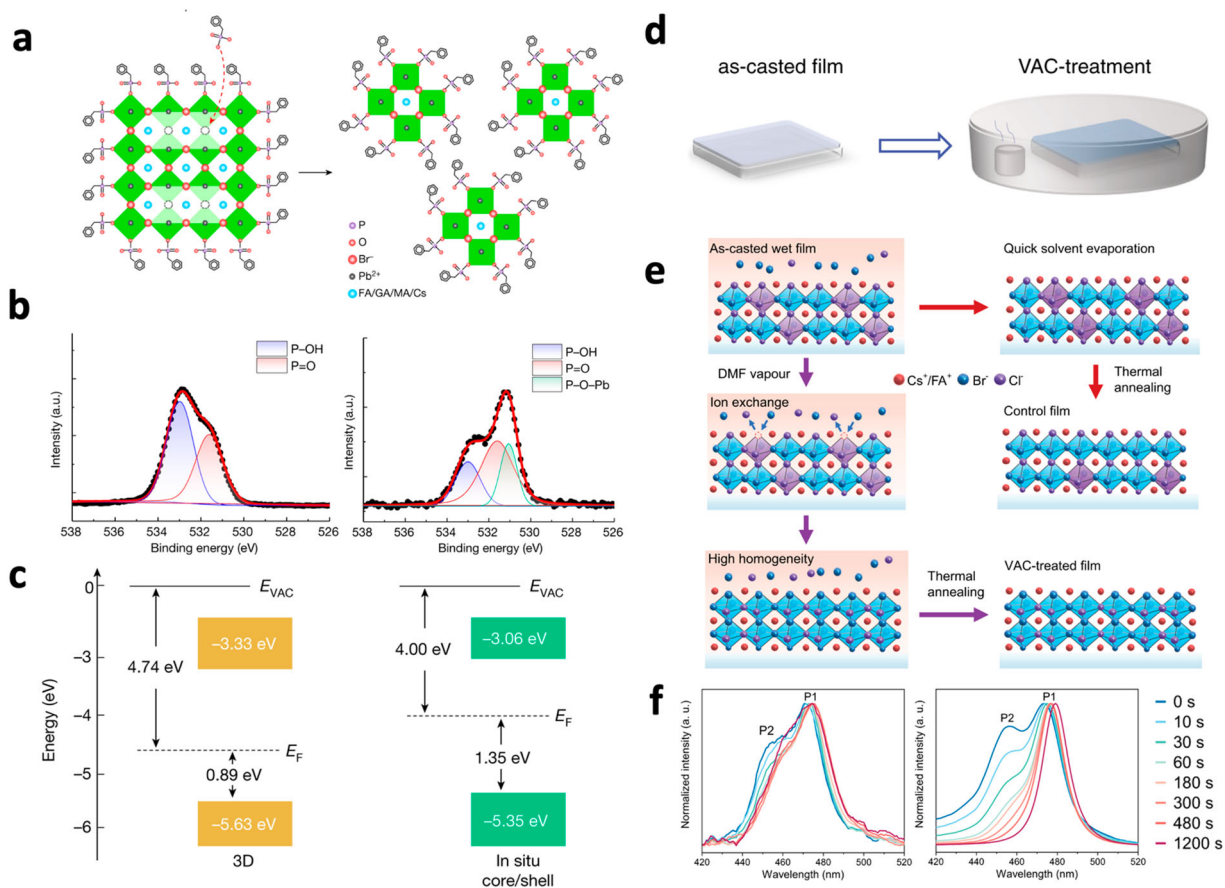 a
P
O
Br⁻
Pb²⁺
FA/GA/MA/Cs
b
Intensity (a.u.)
P–OH
P=O
538 536 534 532 530 528 526
Binding energy (eV)
Intensity (a.u.)
P–OH
P=O
P–O–Pb
538 536 534 532 530 528 526
Binding energy (eV)
c
Energy (eV)
0
−3
−4
−5
−6
E_VAC
−3.33 eV
4.74 eV
E_F
0.89 eV
−5.63 eV
3D
E_VAC
−3.06 eV
4.00 eV
E_F
1.35 eV
−5.35 eV
In situ
core/shell
d
as-casted film
VAC-treatment
e
As-casted wet film
Quick solvent evaporation
DMF vapour
Cs⁺/FA⁺ Br⁻ Cl⁻
Thermal
annealing
Ion exchange
Control film
High homogeneity
Thermal
annealing
VAC-treated film
f
Normalized intensity (a. u.)
P2
P1
420 440 460 480 500 520
Wavelength (nm)
Normalized intensity (a. u.)
P2
P1
420 440 460 480 500 520
Wavelength (nm)
0 s
10 s
30 s
60 s
180 s
300 s
480 s
1200 s